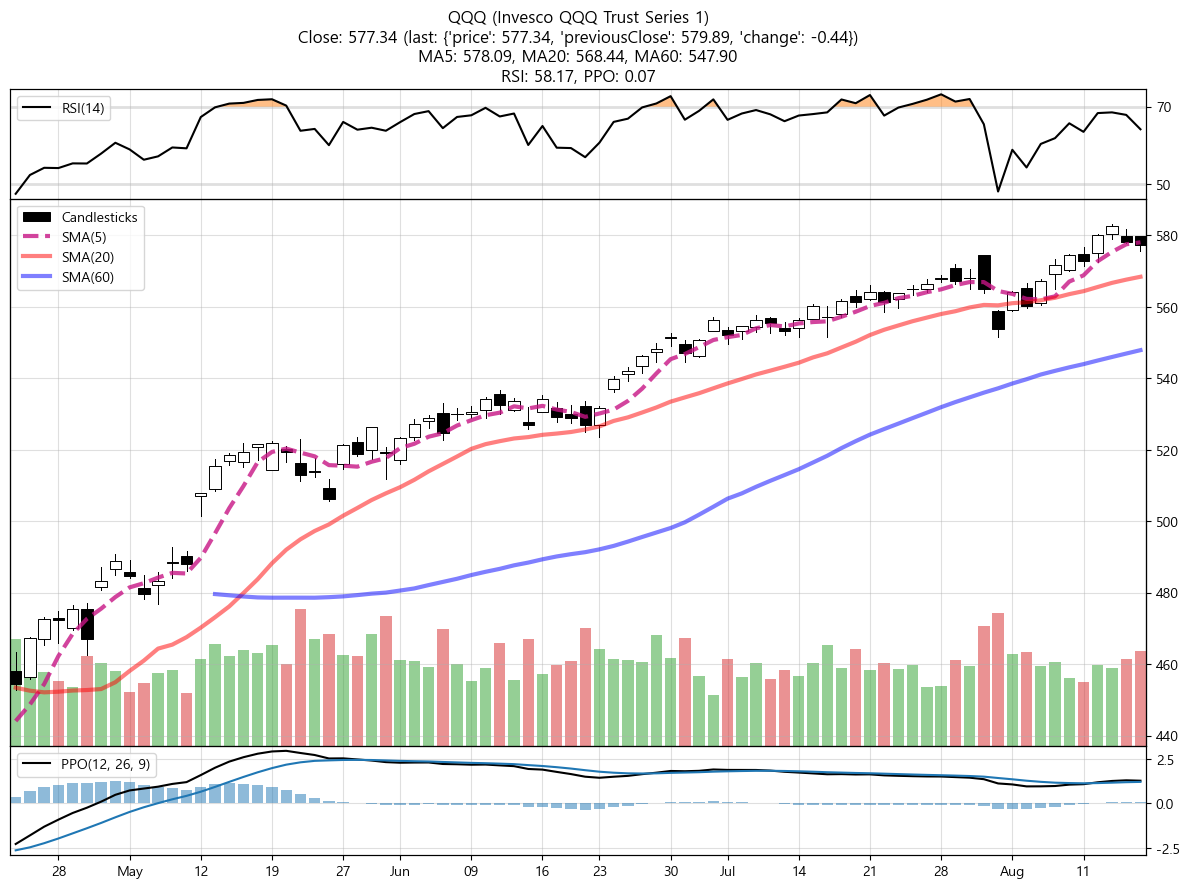 QQQ (Invesco QQQ Trust Series 1)
Close: 577.34 (last: {'price': 577.34, 'previousClose': 579.89, 'change': -0.44})
MA5: 578.09, MA20: 568.44, MA60: 547.90
RSI: 58.17, PPO: 0.07
RSI(14)
70
50
Candlesticks
SMA(5)
SMA(20)
SMA(60)
580
560
540
520
500
480
460
440
PPO(12, 26, 9)
2.5
0.0
-2.5
28 May 12 19 27 Jun 09 16 23 30 Jul 14 21 28 Aug 11